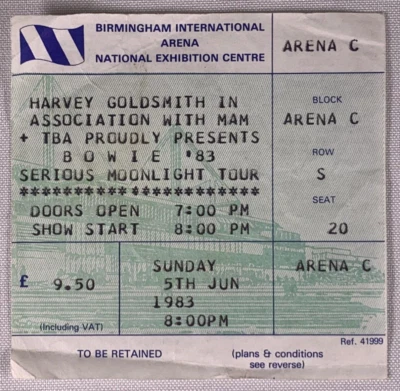 BIRMINGHAM INTERNATIONAL
ARENA
NATIONAL EXHIBITION CENTRE
ARENA C
HARVEY GOLDSMITH IN
ASSOCIATION WITH MAM
+ TBA PROUDLY PRESENTS
B O W I E '83
SERIOUS MOONLIGHT TOUR
************************
DOORS OPEN 7:00 PM
SHOW START 8:00 PM
BLOCK
ARENA C
ROW
S
SEAT
20
£ 9.50
(Including VAT)
SUNDAY
5TH JUN
1983
8:00PM
ARENA C
Ref. 41999
TO BE RETAINED
(plans & conditions
see reverse)